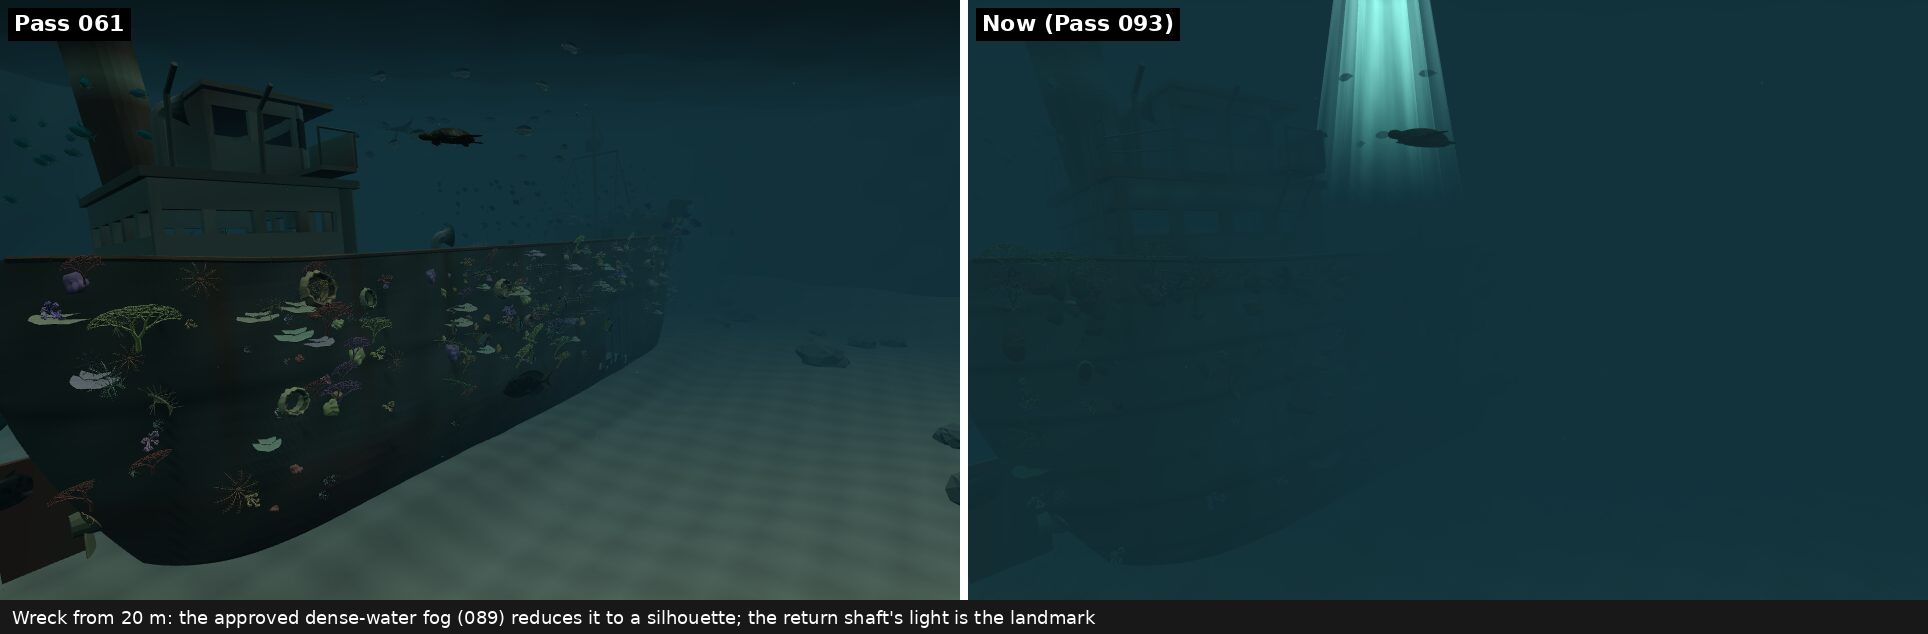 Pass 061
Now (Pass 093)
Wreck from 20 m: the approved dense-water fog (089) reduces it to a silhouette; the return shaft's light is the landmark